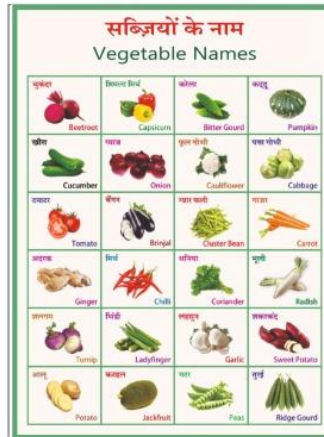 सब्ज़ियों के नाम
Vegetable Names
चुकंदर
Beetroot
शिमला मिर्च
Capsicum
करेला
Bitter Gourd
कद्दू
Pumpkin
खीरा
Cucumber
प्याज
Onion
फूल गोभी
Cauliflower
पत्ता गोभी
Cabbage
टमाटर
Tomato
बैंगन
Brinjal
ग्वार फली
Cluster Bean
गाजर
Carrot
अदरक
Ginger
मिर्च
Chilli
धनिया
Coriander
मूली
Radish
शलगम
Turnip
भिंडी
Ladyfinger
लहसुन
Garlic
शकरकंद
Sweet Potato
आलू
Potato
कटहल
Jackfruit
मटर
Peas
तुरई
Ridge Gourd